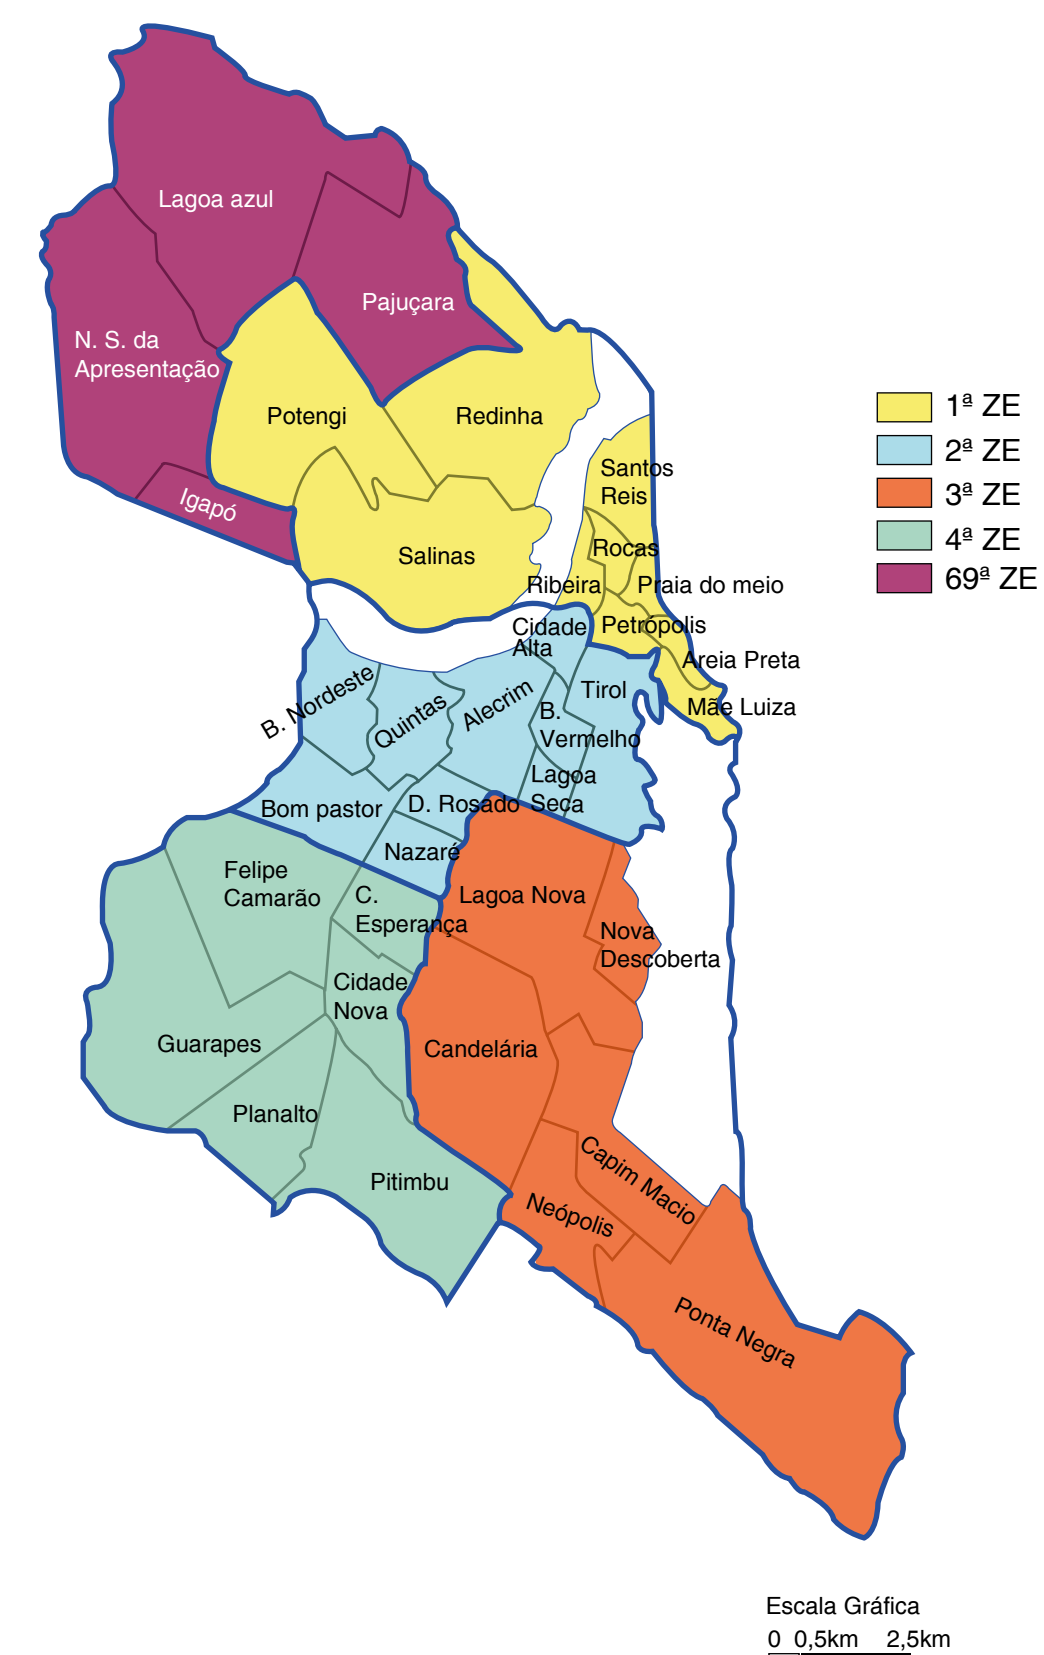 Lagoa azul
Pajuçara
N. S. da
Apresentação
Igapó
Potengi
Redinha
Salinas
Santos
Reis
Rocas
Ribeira
Praia do meio
Petrópolis
Areia Preta
Mãe Luiza
1ª ZE
2ª ZE
3ª ZE
4ª ZE
69ª ZE
Cidade
Alta
Tirol
B. Nordeste
Quintas
Alecrim
B.
Vermelho
Lagoa
Seca
Bom pastor
D. Rosado
Nazaré
Felipe
Camarão
C.
Esperança
Lagoa Nova
Nova
Descoberta
Cidade
Nova
Guarapes
Candelária
Planalto
Pitimbu
Capim Macio
Neópolis
Ponta Negra
Escala Gráfica
0 0,5km 2,5km